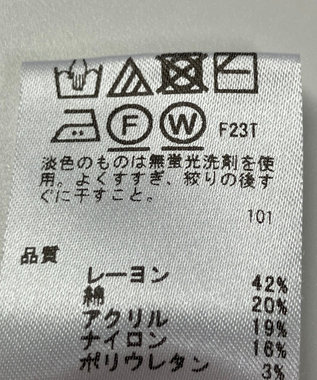 F W F23T
淡色のものは無蛍光洗剤を使
用。よくすすぎ、絞りの後す
ぐに干すこと。
101
品質
レーヨン 42%
綿 20%
アクリル 19%
ナイロン 16%
ポリウレタン 3%